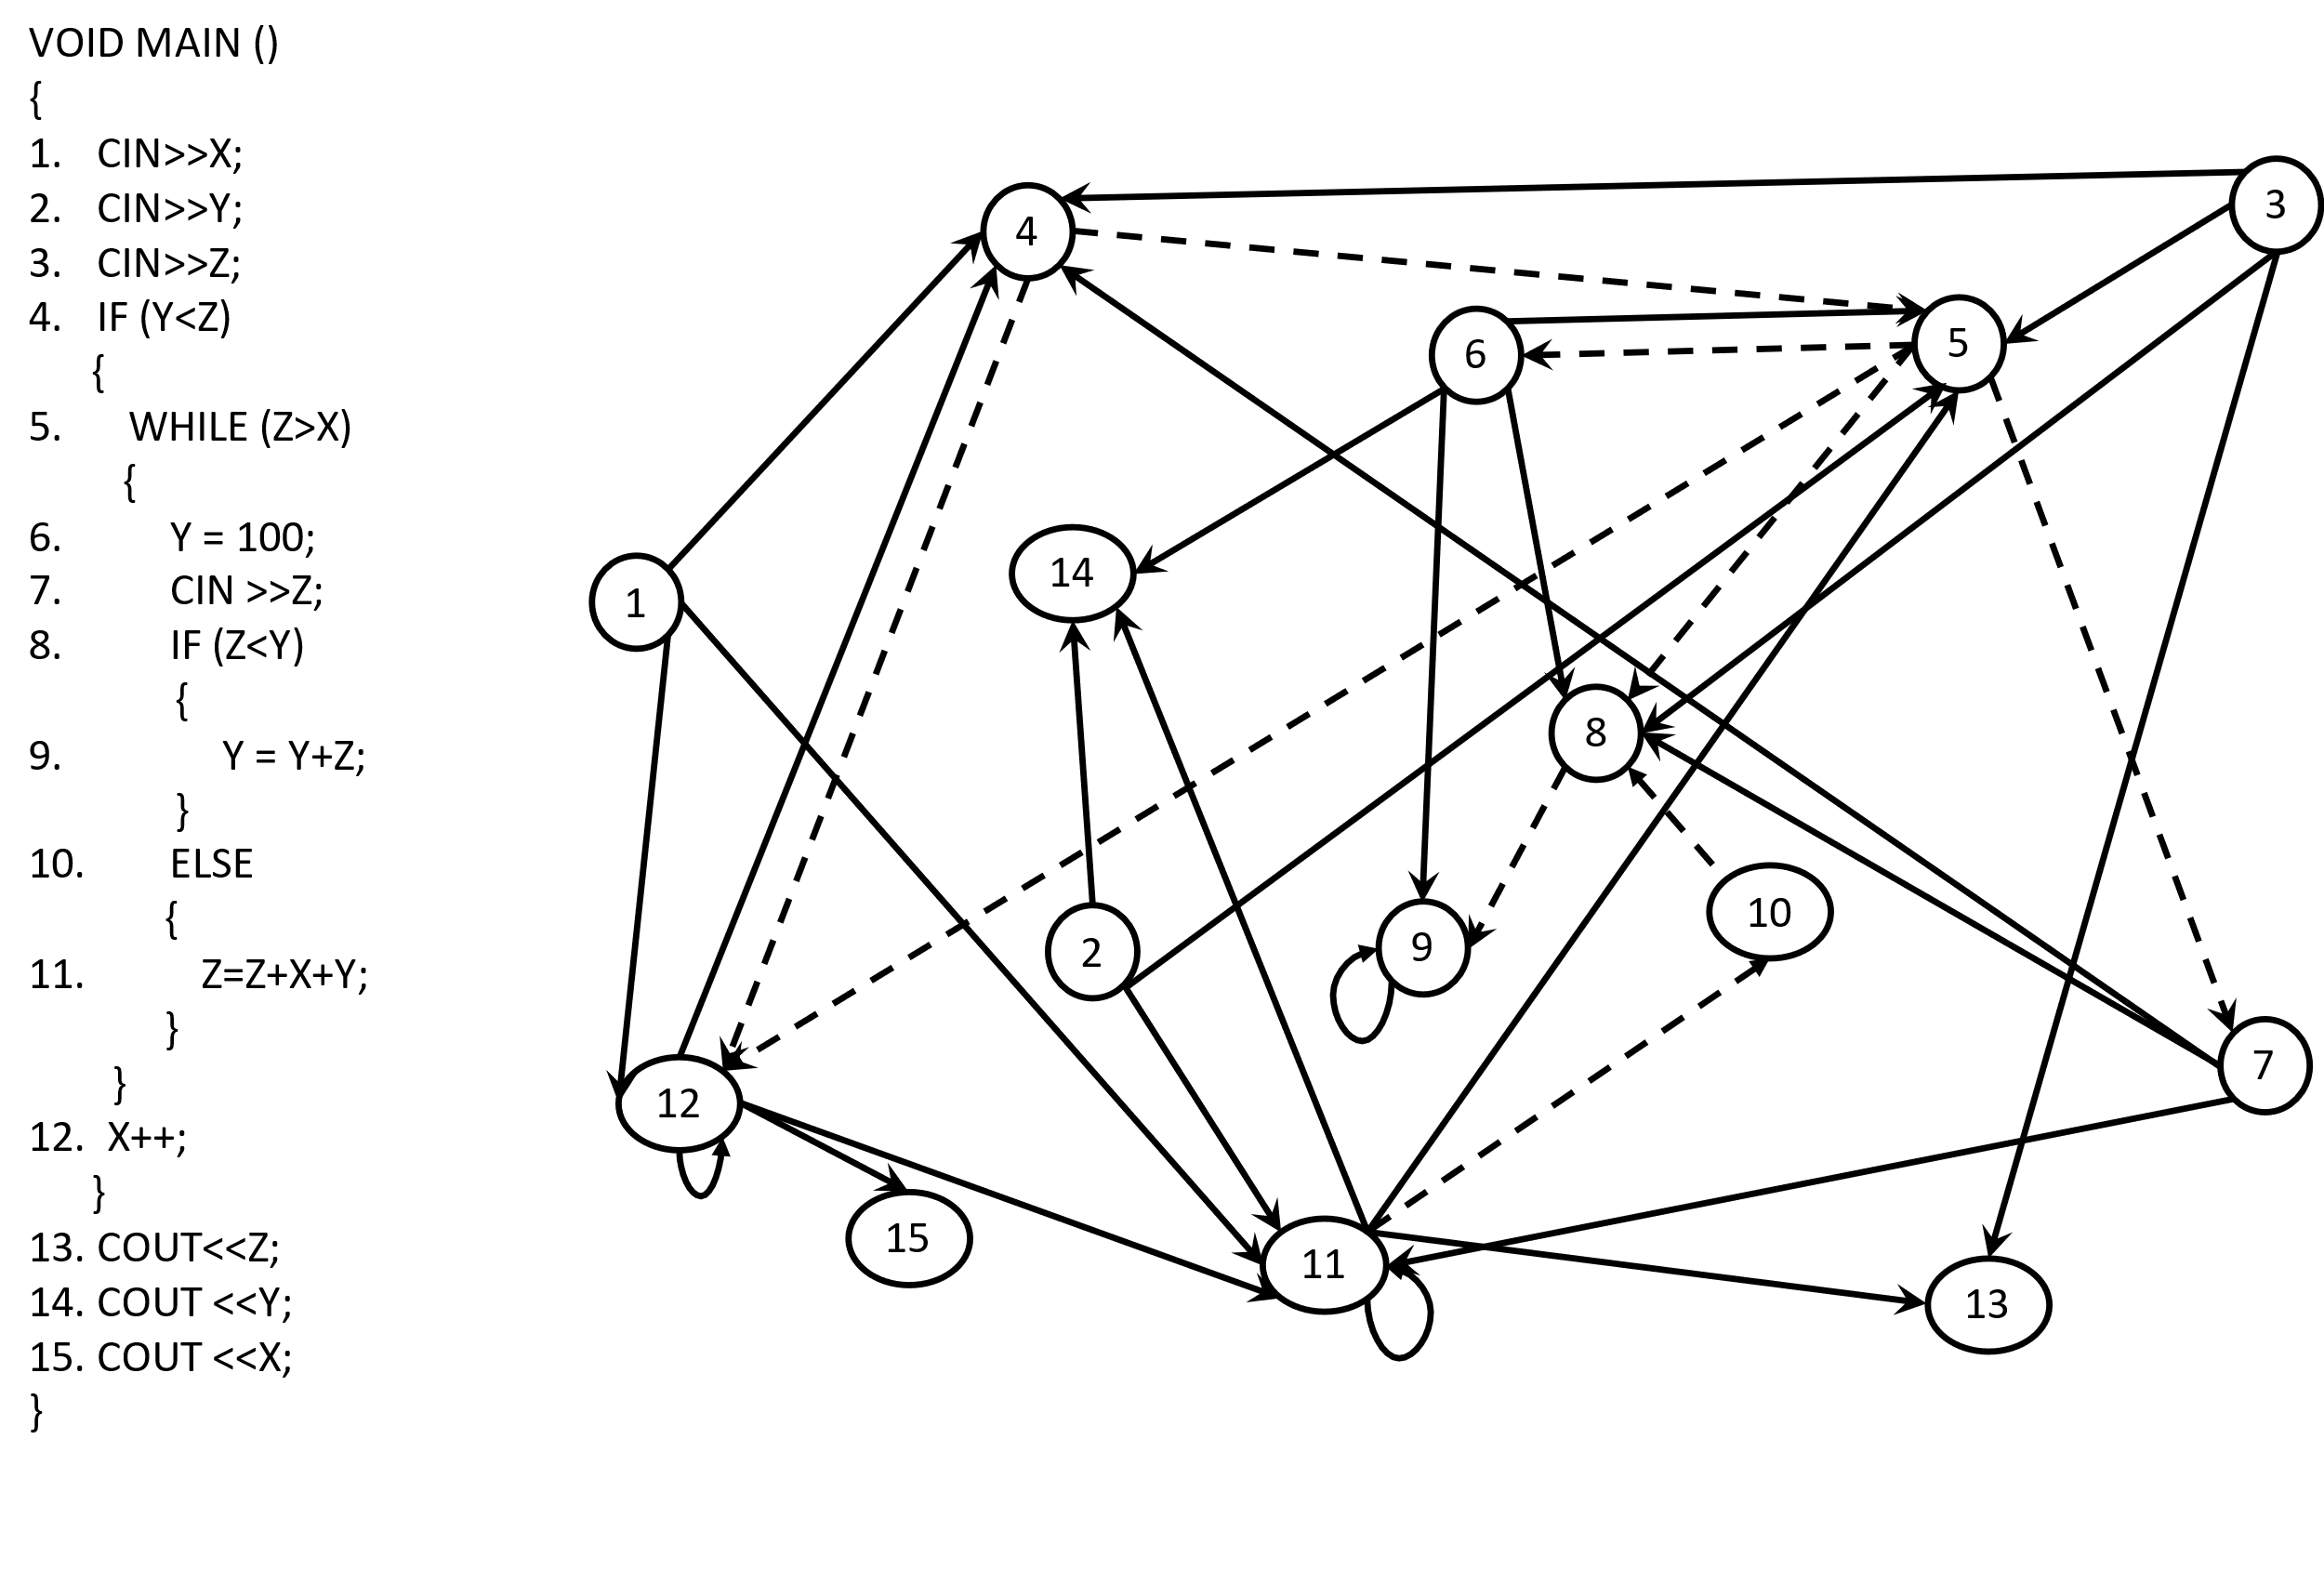 VOID MAIN ()
{
1. CIN>>X;
2. CIN>>Y;
3. CIN>>Z;
4. IF (Y<Z)
{
5. WHILE (Z>X)
{
6. Y = 100;
7. CIN >>Z;
8. IF (Z<Y)
{
9. Y = Y+Z;
}
10. ELSE
{
11. Z=Z+X+Y;
}
}
12. X++;
}
13. COUT<<Z;
14. COUT <<Y;
15. COUT <<X;
}
3
4
5
6
14
1
8
10
9
2
7
12
15
11
13